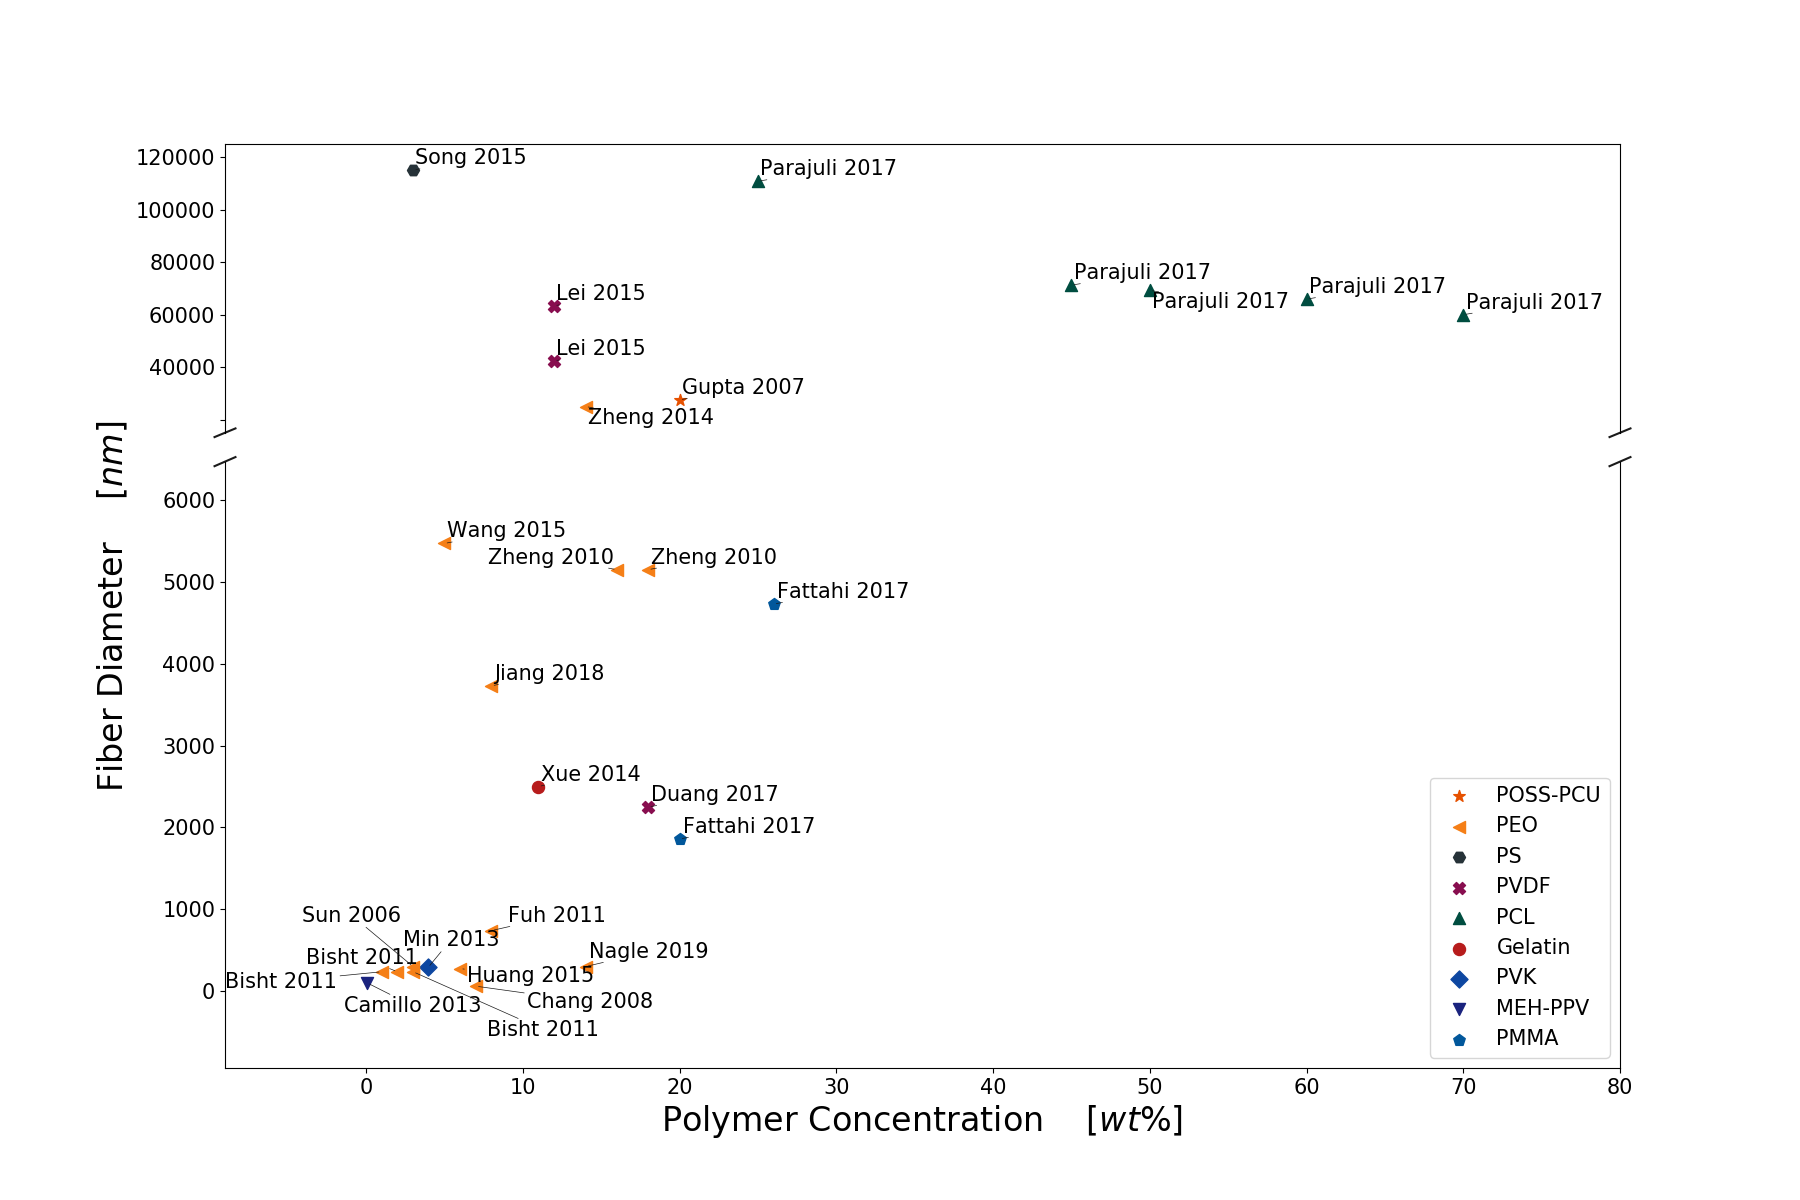 120000
100000
80000
60000
40000
6000
5000
4000
3000
2000
1000
0
Fiber Diameter [nm]
Song 2015
Parajuli 2017
Parajuli 2017
Parajuli 2017
Parajuli 2017
Parajuli 2017
Lei 2015
Lei 2015
Gupta 2007
Zheng 2014
Wang 2015
Zheng 2010
Zheng 2010
Fattahi 2017
Jiang 2018
Xue 2014
Duang 2017
Fattahi 2017
Sun 2006
Fuh 2011
Min 2013
Bisht 2011
Nagle 2019
Bisht 2011
Huang 2015
Camillo 2013
Chang 2008
Bisht 2011
POSS-PCU
PEO
PS
PVDF
PCL
Gelatin
PVK
MEH-PPV
PMMA
0 10 20 30 40 50 60 70 80
Polymer Concentration [wt%]